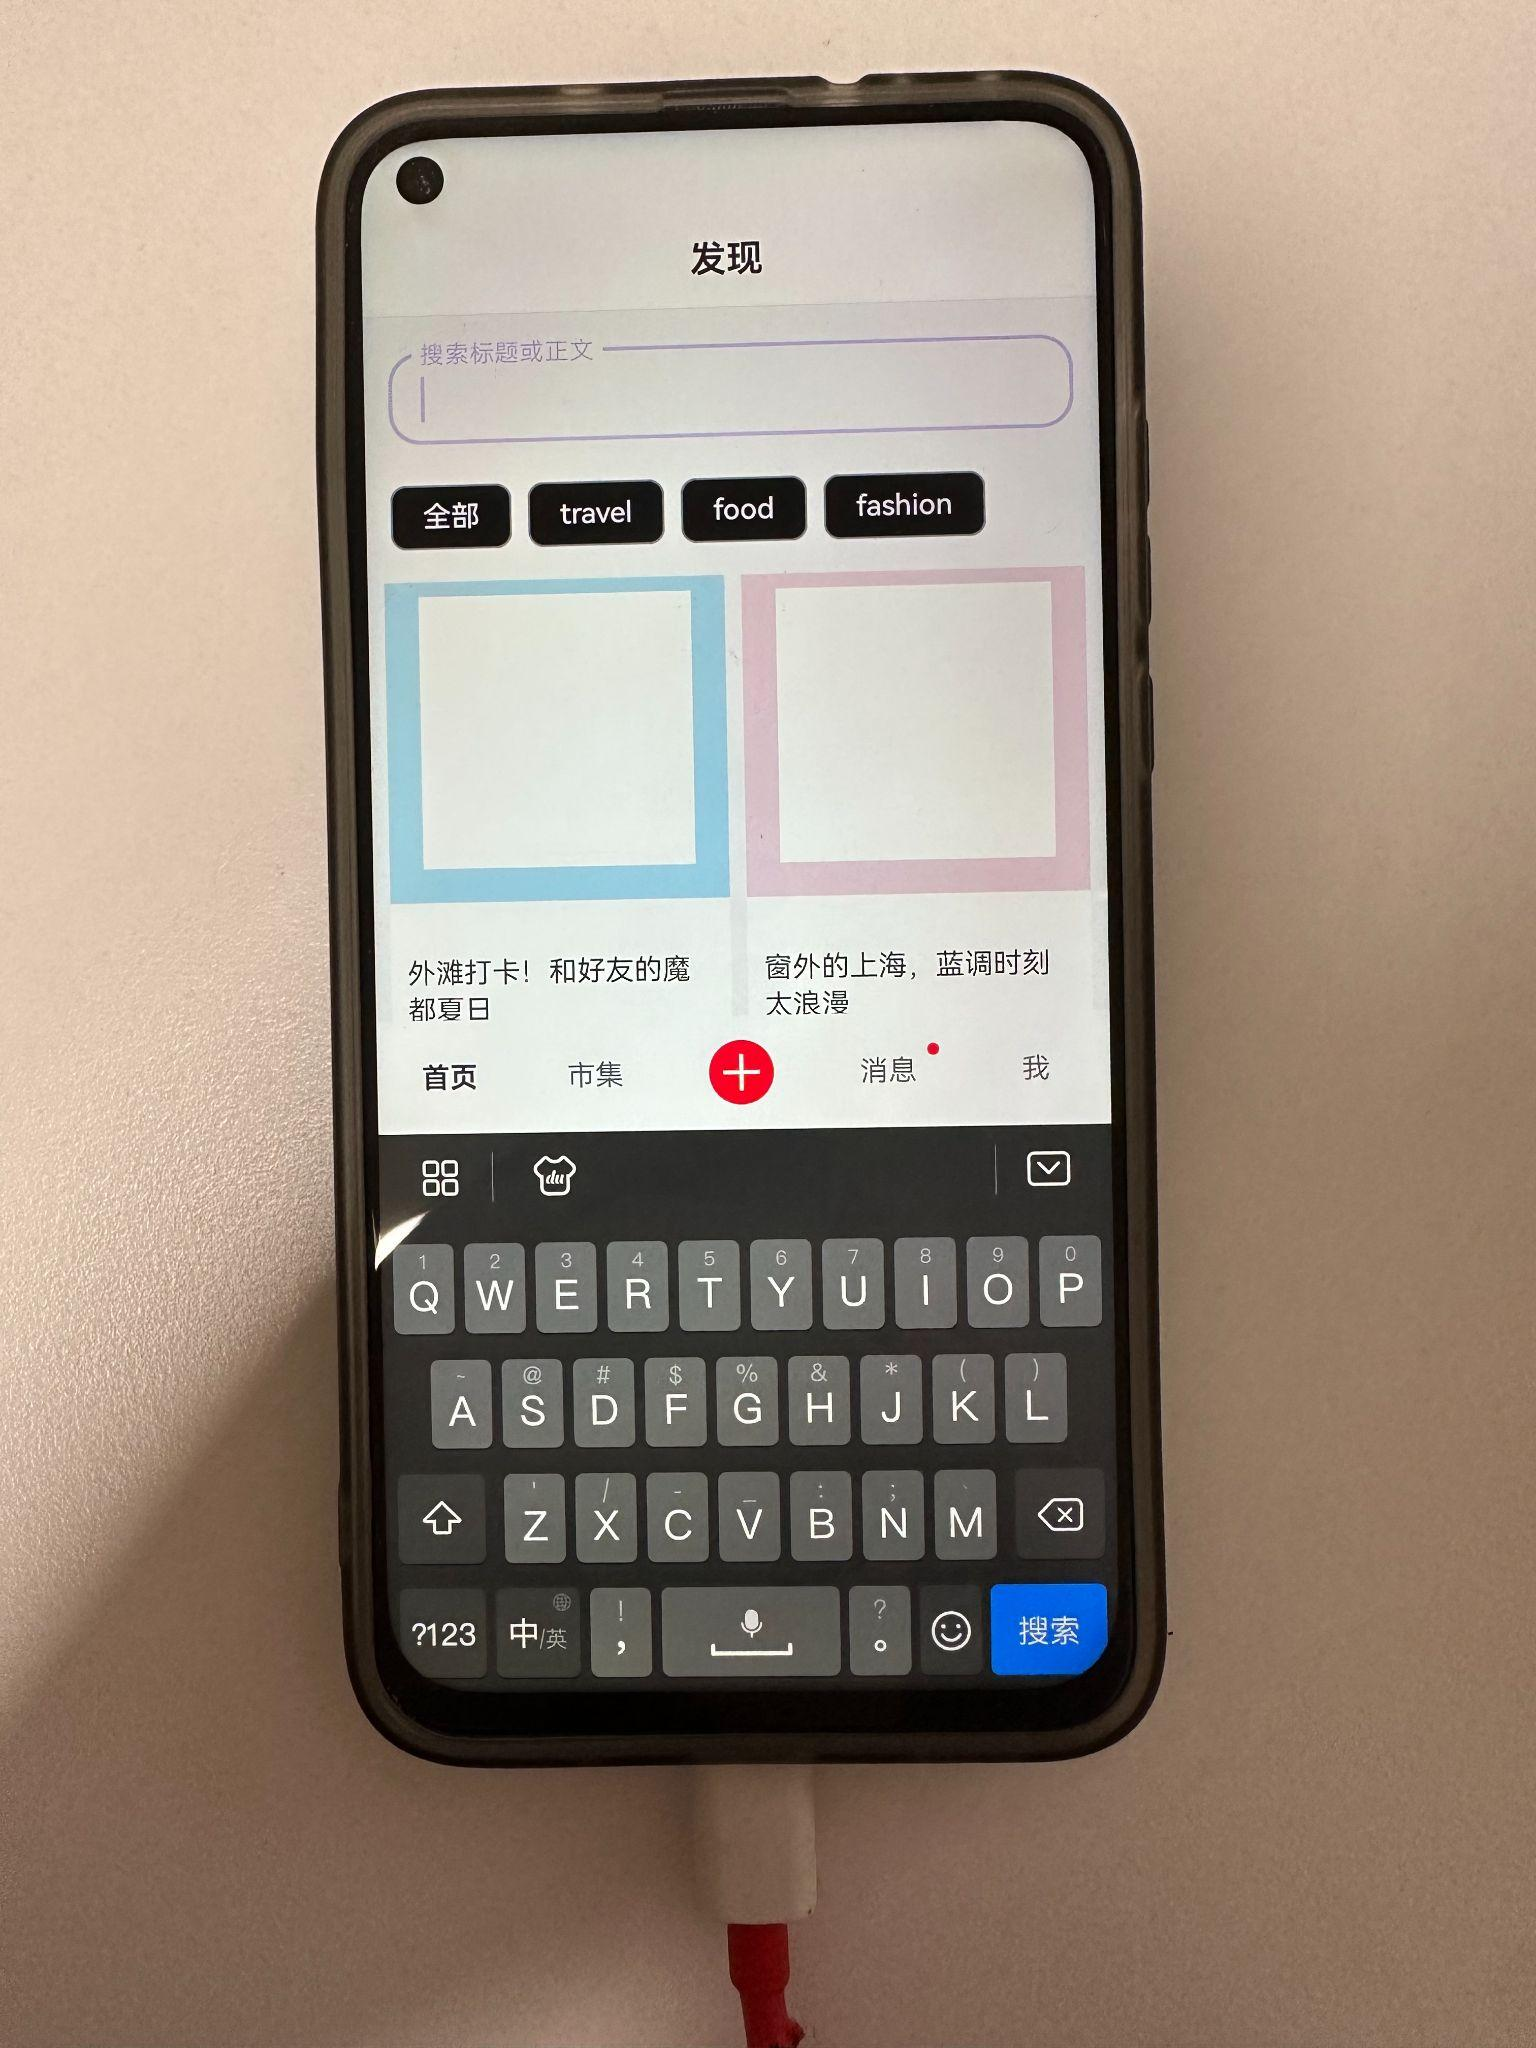 发现
搜索标题或正文
全部 travel food fashion
外滩打卡！和好友的魔
都夏日
窗外的上海，蓝调时刻
太浪漫
首页 市集 消息 我
du
1 2 3 4 5 6 7 8 9 0
Q W E R T Y U I O P
~ @ # $ % & * ( )
A S D F G H J K L
' / - _ : ; `
Z X C V B N M
! ?
?123 中/英 , 。 搜索